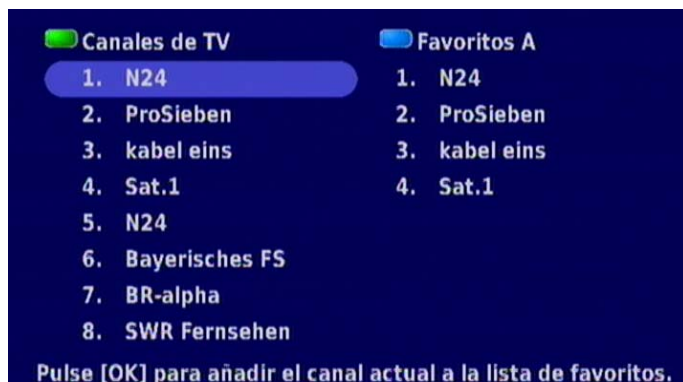 Canales de TV
1. N24
2. ProSieben
3. kabel eins
4. Sat.1
5. N24
6. Bayerisches FS
7. BR-alpha
8. SWR Fernsehen
Favoritos A
1. N24
2. ProSieben
3. kabel eins
4. Sat.1
Pulse [OK] para añadir el canal actual a la lista de favoritos.